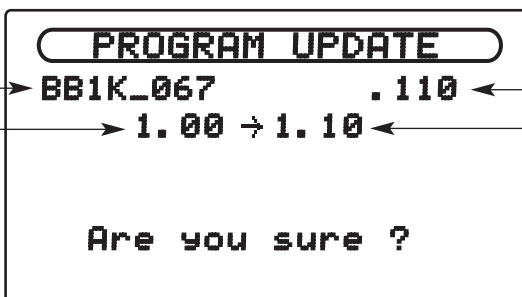 PROGRAM UPDATE
BB1K_067 .110
1.00 → 1.10
Are you sure ?